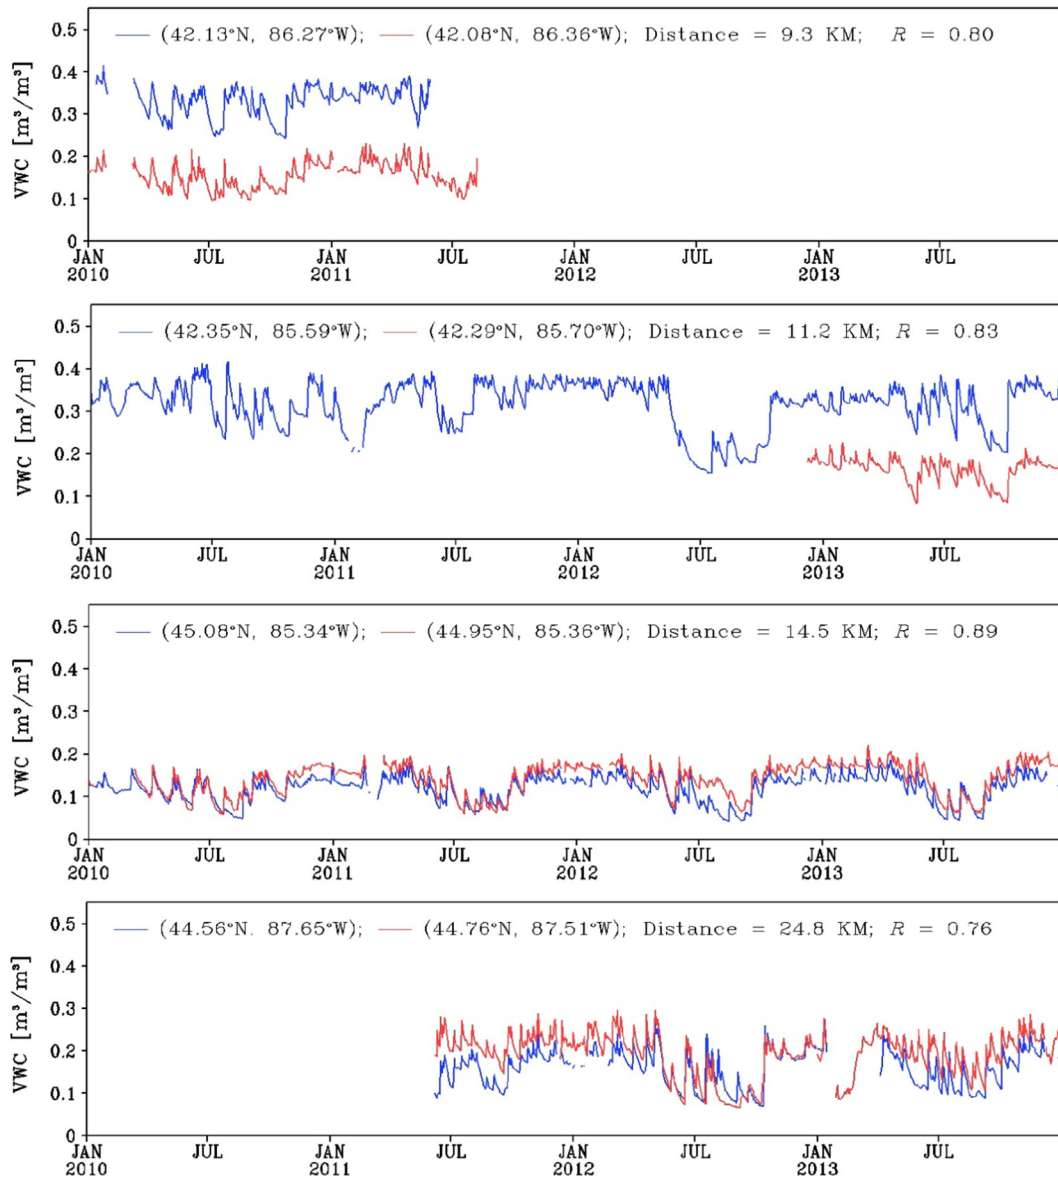 (42.13°N, 86.27°W); (42.08°N, 86.36°W); Distance = 9.3 KM; R = 0.80
VWC [m³/m³]
0.5
0.4
0.3
0.2
0.1
0
JAN JUL JAN JUL JAN JUL JAN JUL
2010 2011 2012 2013
(42.35°N, 85.59°W); (42.29°N, 85.70°W); Distance = 11.2 KM; R = 0.83
VWC [m³/m³]
0.5
0.4
0.3
0.2
0.1
0
JAN JUL JAN JUL JAN JUL JAN JUL
2010 2011 2012 2013
(45.08°N, 85.34°W); (44.95°N, 85.36°W); Distance = 14.5 KM; R = 0.89
VWC [m³/m³]
0.5
0.4
0.3
0.2
0.1
0
JAN JUL JAN JUL JAN JUL JAN JUL
2010 2011 2012 2013
(44.56°N. 87.65°W); (44.76°N, 87.51°W); Distance = 24.8 KM; R = 0.76
VWC [m³/m³]
0.5
0.4
0.3
0.2
0.1
0
JAN JUL JAN JUL JAN JUL JAN JUL
2010 2011 2012 2013